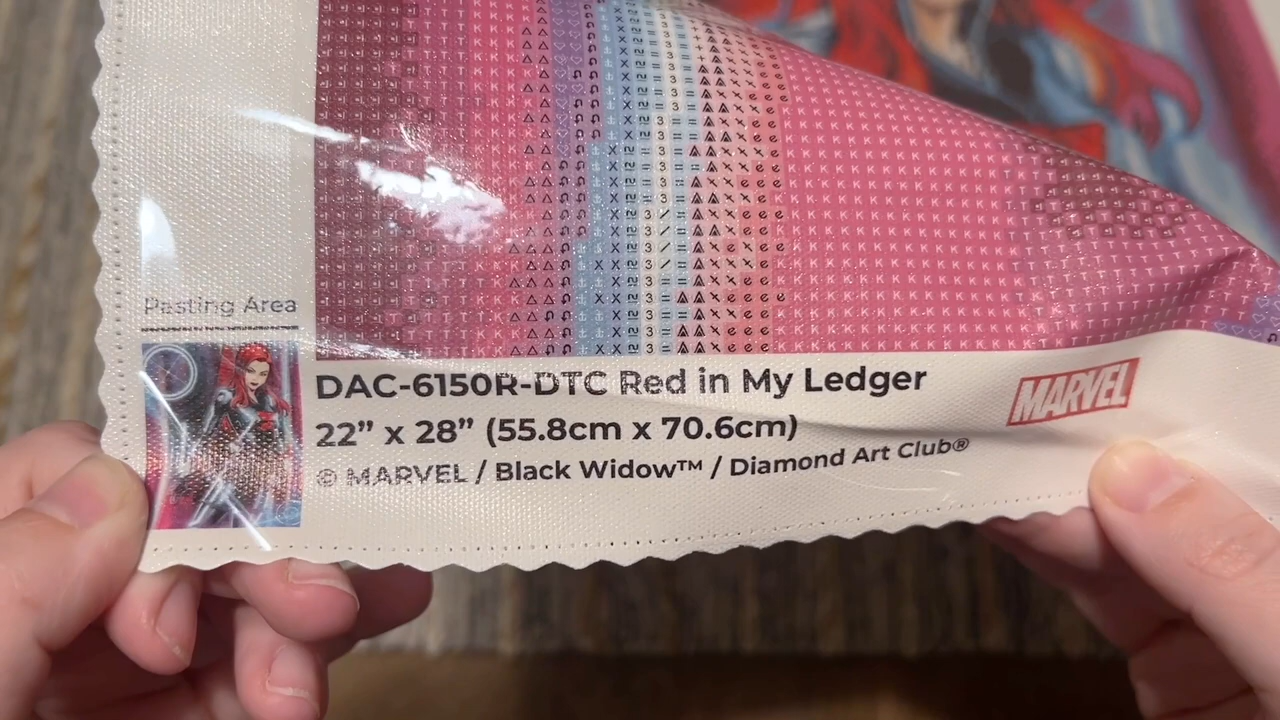 Pasting Area
DAC-6150R-DTC Red in My Ledger
22” x 28” (55.8cm x 70.6cm)
© MARVEL / Black Widow™ / Diamond Art Club®
MARVEL